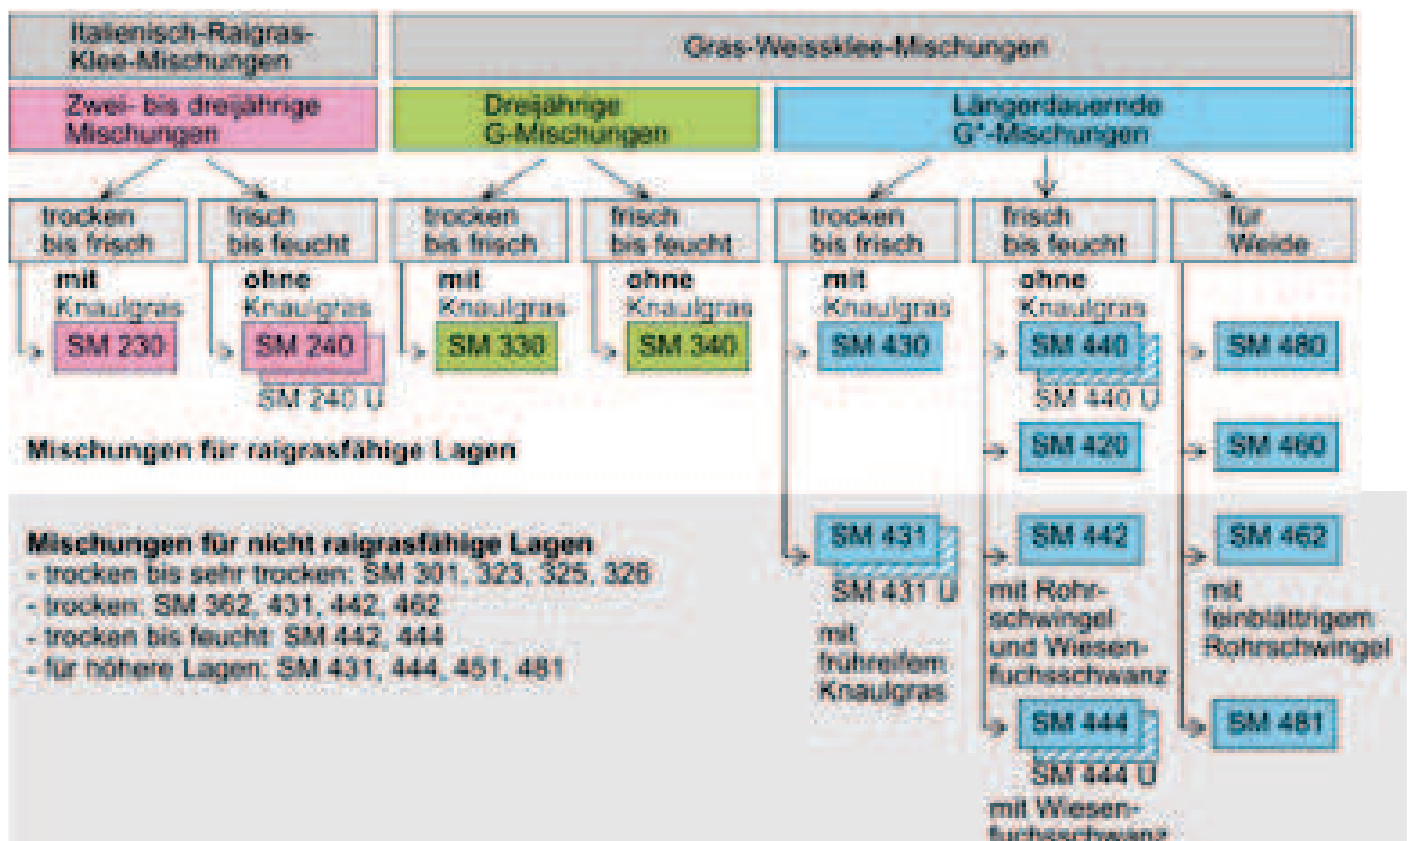 Italienisch-Raigras-
Klee-Mischungen
Gras-Weissklee-Mischungen
Zwei- bis dreijährige
Mischungen
Dreijährige
G-Mischungen
Längerdauernde
G*-Mischungen
trocken
bis frisch
frisch
bis feucht
trocken
bis frisch
frisch
bis feucht
trocken
bis frisch
frisch
bis feucht
für
Weide
mit
Knaulgras
ohne
Knaulgras
mit
Knaulgras
ohne
Knaulgras
mit
Knaulgras
ohne
Knaulgras
SM 230
SM 240
SM 240 U
SM 330
SM 340
SM 430
SM 440
SM 440 U
SM 480
SM 420
SM 460
Mischungen für raigrasfähige Lagen
Mischungen für nicht raigrasfähige Lagen
- trocken bis sehr trocken: SM 301, 323, 325, 326
- trocken: SM 362, 431, 442, 462
- trocken bis feucht: SM 442, 444
- für höhere Lagen: SM 431, 444, 451, 481
SM 431
SM 431 U
mit
frühreifem
Knaulgras
SM 442
mit Rohr-
schwingel
und Wiesen-
fuchsschwanz
SM 444
SM 444 U
mit Wiesen-
fuchsschwanz
SM 462
mit
feinblättrigem
Rohrschwingel
SM 481